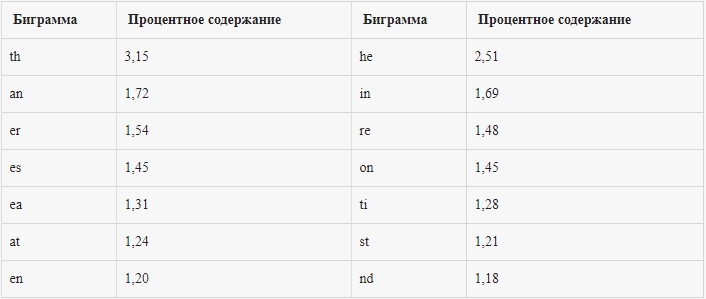 Биграмма Процентное содержание Биграмма Процентное содержание
th 3,15 he 2,51
an 1,72 in 1,69
er 1,54 re 1,48
es 1,45 on 1,45
ea 1,31 ti 1,28
at 1,24 st 1,21
en 1,20 nd 1,18